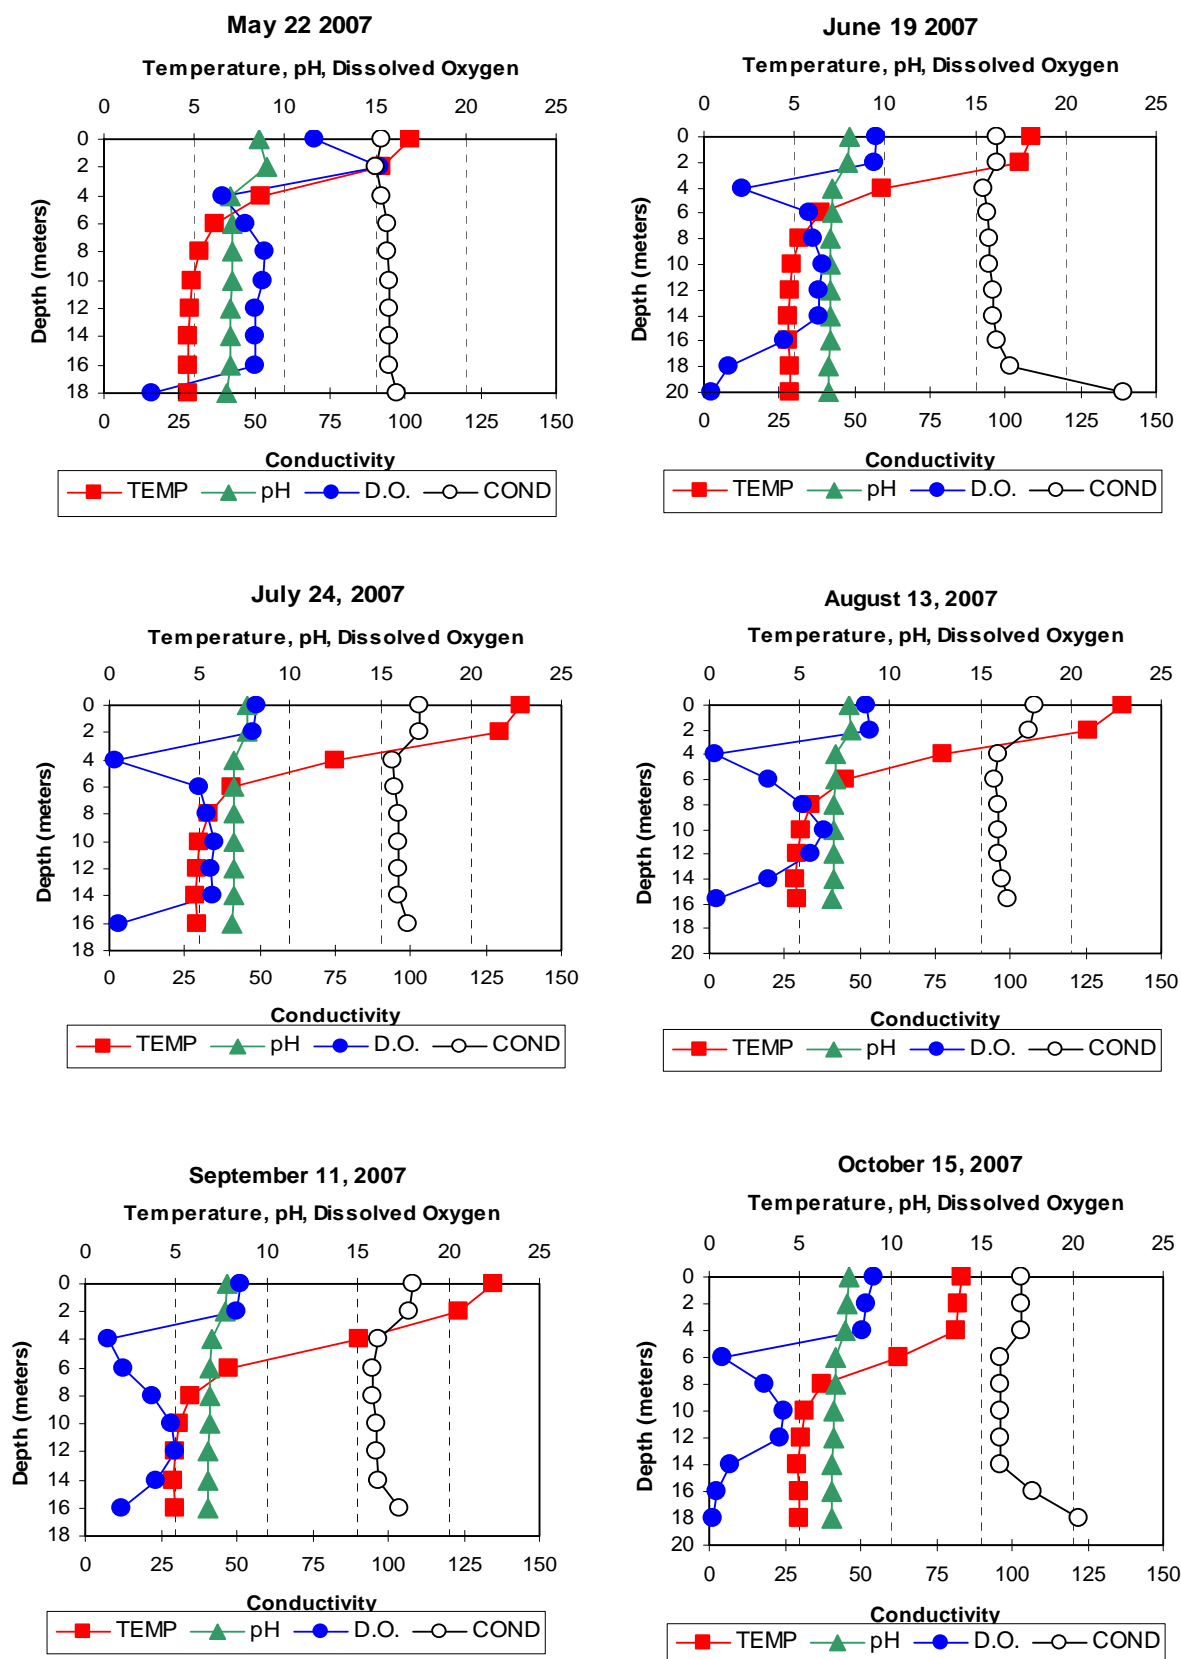 May 22 2007
Temperature, pH, Dissolved Oxygen
0 5 10 15 20 25
0
2
4
6
8
10
12
14
16
18
Depth (meters)
0 25 50 75 100 125 150
Conductivity
TEMP pH D.O. COND
June 19 2007
Temperature, pH, Dissolved Oxygen
0 5 10 15 20 25
0
2
4
6
8
10
12
14
16
18
20
Depth (meters)
0 25 50 75 100 125 150
Conductivity
TEMP pH D.O. COND
July 24, 2007
Temperature, pH, Dissolved Oxygen
0 5 10 15 20 25
0
2
4
6
8
10
12
14
16
18
Depth (meters)
0 25 50 75 100 125 150
Conductivity
TEMP pH D.O. COND
August 13, 2007
Temperature, pH, Dissolved Oxygen
0 5 10 15 20 25
0
2
4
6
8
10
12
14
16
18
20
Depth (meters)
0 25 50 75 100 125 150
Conductivity
TEMP pH D.O. COND
September 11, 2007
Temperature, pH, Dissolved Oxygen
0 5 10 15 20 25
0
2
4
6
8
10
12
14
16
18
Depth (meters)
0 25 50 75 100 125 150
Conductivity
TEMP pH D.O. COND
October 15, 2007
Temperature, pH, Dissolved Oxygen
0 5 10 15 20 25
0
2
4
6
8
10
12
14
16
18
20
Depth (meters)
0 25 50 75 100 125 150
Conductivity
TEMP pH D.O. COND